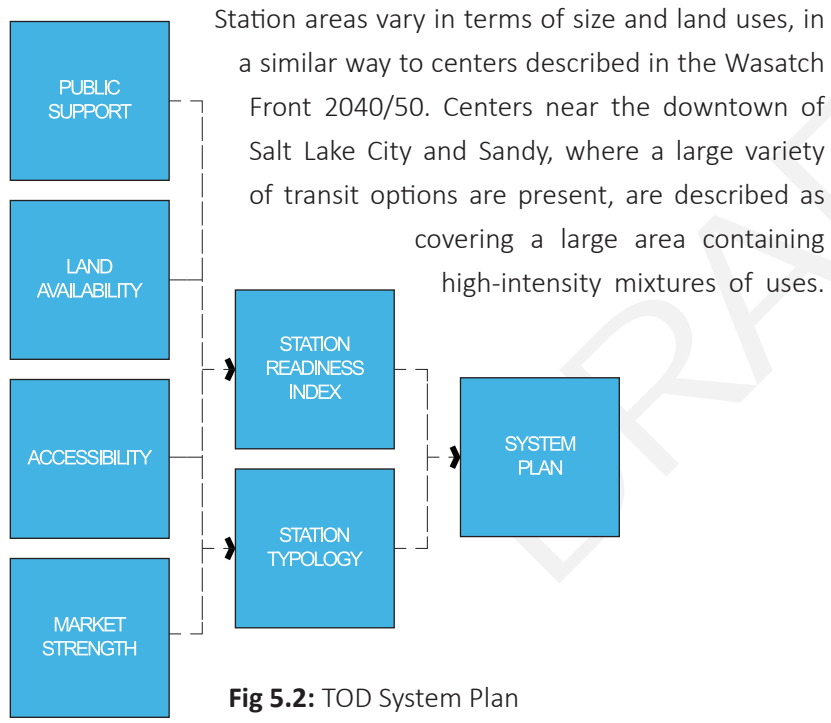 Station areas vary in terms of size and land uses, in
a similar way to centers described in the Wasatch
Front 2040/50. Centers near the downtown of
Salt Lake City and Sandy, where a large variety
of transit options are present, are described as
covering a large area containing
high-intensity mixtures of uses.
PUBLIC
SUPPORT
LAND
AVAILABILITY
ACCESSIBILITY
MARKET
STRENGTH
STATION
READINESS
INDEX
STATION
TYPOLOGY
SYSTEM
PLAN
Fig 5.2: TOD System Plan
DRAF